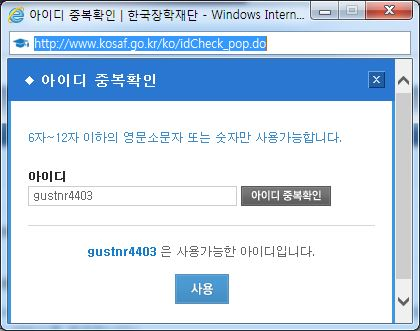 아이디 중복확인 | 한국장학재단 - Windows Intern...
http://www.kosaf.go.kr/ko/idCheck_pop.do
아이디 중복확인
6자~12자 이하의 영문소문자 또는 숫자만 사용가능합니다.
아이디
gustnr4403 아이디 중복확인
gustnr4403 은 사용가능한 아이디입니다.
사용